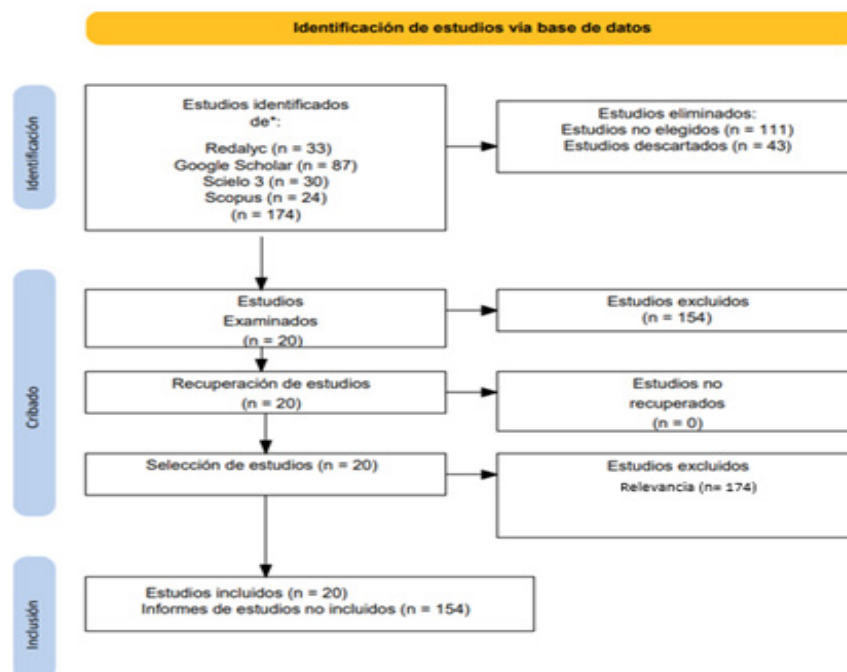 Identificación de estudios vía base de datos
Identificación
Estudios identificados
de*:
Redalyc (n = 33)
Google Scholar (n = 87)
Scielo 3 (n = 30)
Scopus (n = 24)
(n = 174)
Estudios eliminados:
Estudios no elegidos (n = 111)
Estudios descartados (n = 43)
Cribado
Estudios
Examinados
(n = 20)
Estudios excluidos
(n = 154)
Recuperación de estudios
(n = 20)
Estudios no
recuperados
(n = 0)
Selección de estudios (n = 20)
Estudios excluidos
Relevancia (n= 174)
Inclusión
Estudios incluidos (n = 20)
Informes de estudios no incluidos (n = 154)